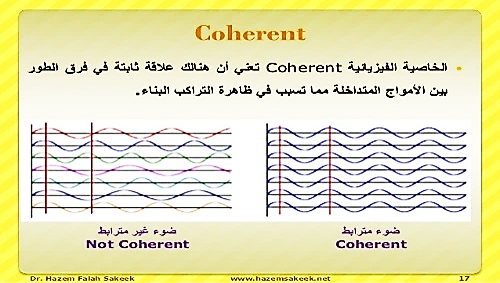 Coherent
الخاصية الفيزيائية Coherent تعني أن هنالك علاقة ثابتة في فرق الطور
بين الأمواج المتداخلة مما تسبب في ظاهرة التراكب البناء.
ضوء غير مترابط
Not Coherent
ضوء مترابط
Coherent
Dr. Hazem Falah Sakeek
www.hazemsakeek.net
17